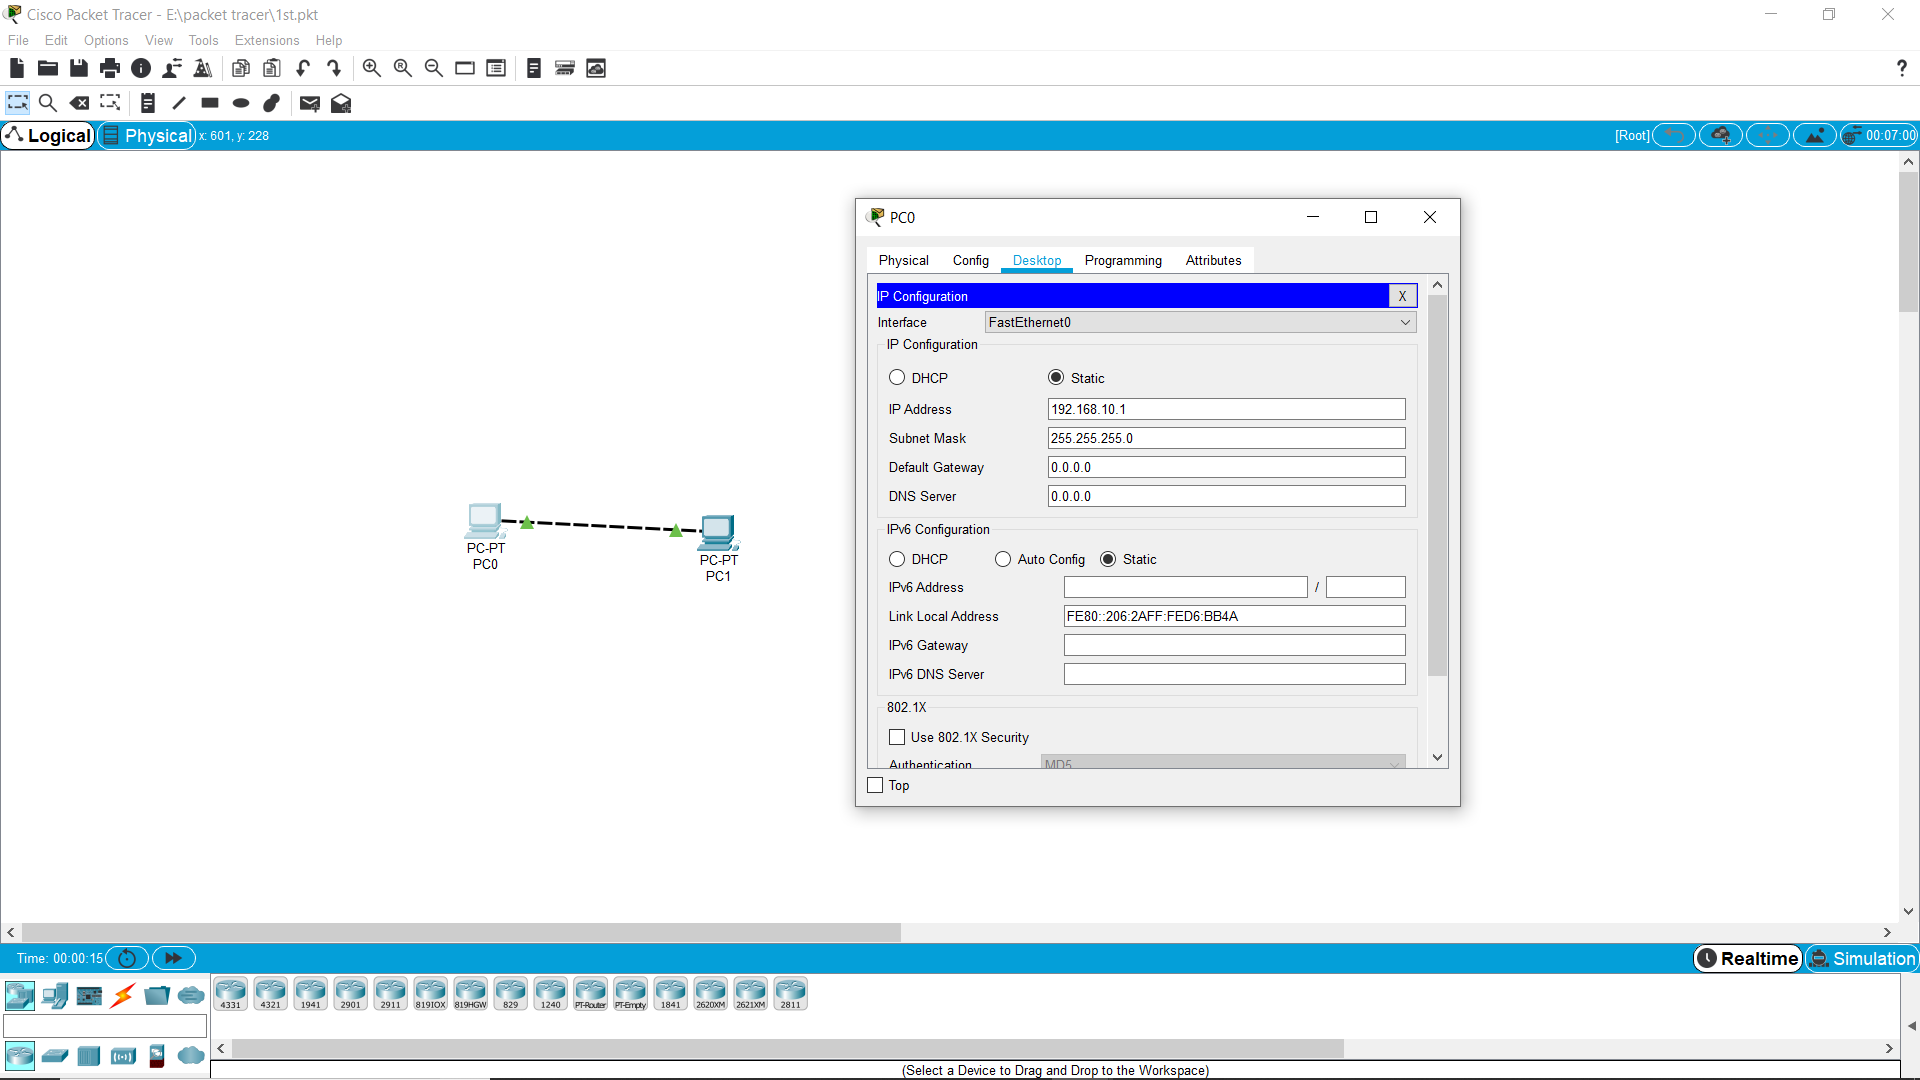 Cisco Packet Tracer - E:\packet tracer\1st.pkt
File Edit Options View Tools Extensions Help
?
Logical Physical x: 601, y: 228 [Root] 00:07:00
PC0
Physical Config Desktop Programming Attributes
IP Configuration X
Interface FastEthernet0
IP Configuration
DHCP Static
IP Address 192.168.10.1
Subnet Mask 255.255.255.0
Default Gateway 0.0.0.0
DNS Server 0.0.0.0
IPv6 Configuration
DHCP Auto Config Static
IPv6 Address /
Link Local Address FE80::206:2AFF:FED6:BB4A
IPv6 Gateway
IPv6 DNS Server
802.1X
Use 802.1X Security
Authentication MD5
Top
PC-PT
PC0
PC-PT
PC1
Time: 00:00:15 Realtime Simulation
4331 4321 1941 2901 2911 819IOX 819HGW 829 1240 PT-Router PT-Empty 1841 2620XM 2621XM 2811
(Select a Device to Drag and Drop to the Workspace)